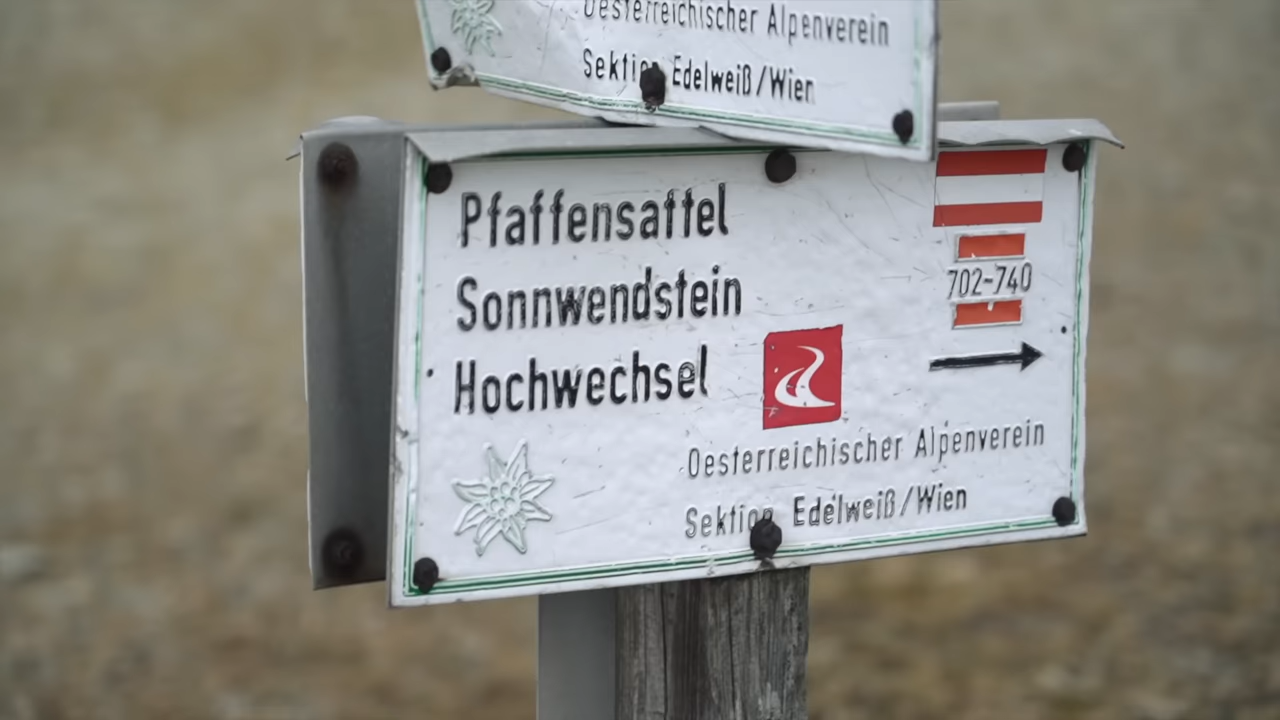 Oesterreichischer Alpenverein
Sektion Edelweiß/Wien
Pfaffensattel
Sonnwendstein
Hochwechsel
702-740
Oesterreichischer Alpenverein
Sektion Edelweiß/Wien